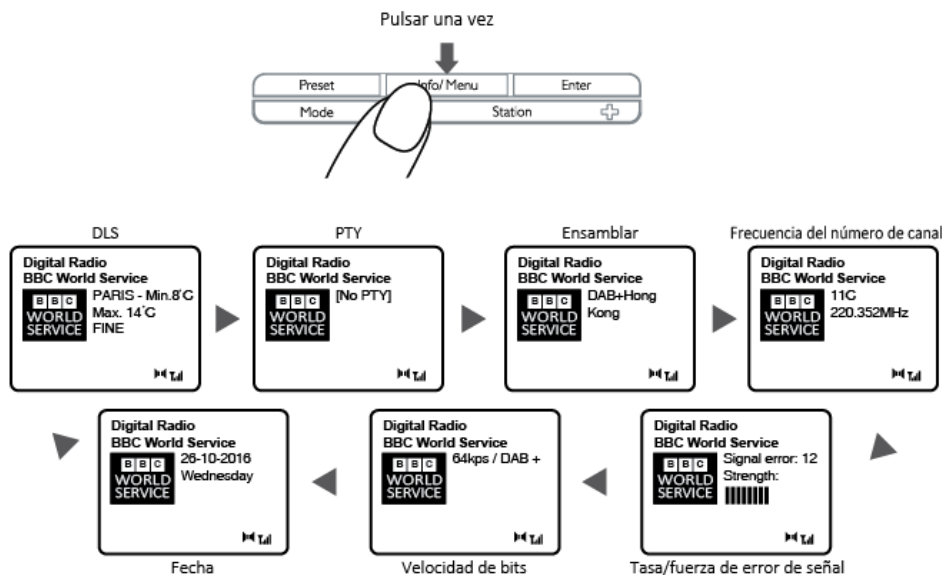 Pulsar una vez
Preset
Info/ Menu
Enter
Mode
Station
DLS
Digital Radio
BBC World Service
BBC
WORLD
SERVICE
PARIS - Min.8°C
Max. 14°C
FINE
PTY
Digital Radio
BBC World Service
BBC
WORLD
SERVICE
[No PTY]
Ensamblar
Digital Radio
BBC World Service
BBC
WORLD
SERVICE
DAB+Hong
Kong
Frecuencia del número de canal
Digital Radio
BBC World Service
BBC
WORLD
SERVICE
11C
220.352MHz
Digital Radio
BBC World Service
BBC
WORLD
SERVICE
Signal error: 12
Strength:
Tasa/fuerza de error de señal
Digital Radio
BBC World Service
BBC
WORLD
SERVICE
64kps / DAB +
Velocidad de bits
Digital Radio
BBC World Service
BBC
WORLD
SERVICE
26-10-2016
Wednesday
Fecha